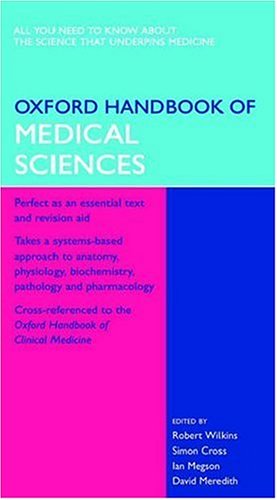 ALL YOU NEED TO KNOW ABOUT
THE SCIENCE THAT UNDERPINS MEDICINE
OXFORD HANDBOOK OF
MEDICAL
SCIENCES
Perfect as an essential text
and revision aid
Takes a systems-based
approach to anatomy,
physiology, biochemistry,
pathology and pharmacology
Cross-referenced to the
Oxford Handbook of
Clinical Medicine
EDITED BY
Robert Wilkins
Simon Cross
Ian Megson
David Meredith